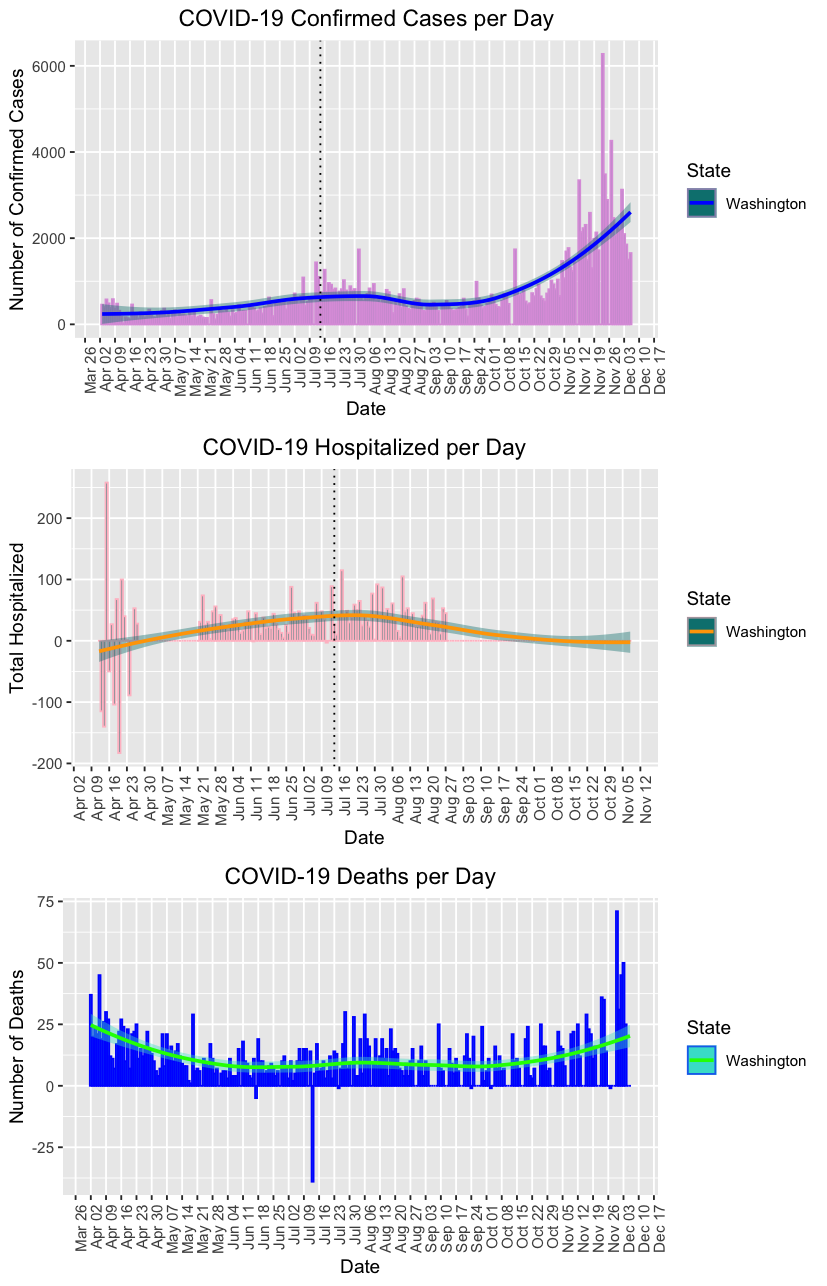 COVID-19 Confirmed Cases per Day
Number of Confirmed Cases
6000
4000
2000
0
Mar 26
Apr 02
Apr 09
Apr 16
Apr 23
Apr 30
May 07
May 14
May 21
May 28
Jun 04
Jun 11
Jun 18
Jun 25
Jul 02
Jul 09
Jul 16
Jul 23
Jul 30
Aug 06
Aug 13
Aug 20
Aug 27
Sep 03
Sep 10
Sep 17
Sep 24
Oct 01
Oct 08
Oct 15
Oct 22
Oct 29
Nov 05
Nov 12
Nov 19
Nov 26
Dec 03
Dec 10
Dec 17
Date
State
Washington
COVID-19 Hospitalized per Day
Total Hospitalized
200
100
0
-100
-200
Apr 02
Apr 09
Apr 16
Apr 23
Apr 30
May 07
May 14
May 21
May 28
Jun 04
Jun 11
Jun 18
Jun 25
Jul 02
Jul 09
Jul 16
Jul 23
Jul 30
Aug 06
Aug 13
Aug 20
Aug 27
Sep 03
Sep 10
Sep 17
Sep 24
Oct 01
Oct 08
Oct 15
Oct 22
Oct 29
Nov 05
Nov 12
Date
State
Washington
COVID-19 Deaths per Day
Number of Deaths
75
50
25
0
-25
Mar 26
Apr 02
Apr 09
Apr 16
Apr 23
Apr 30
May 07
May 14
May 21
May 28
Jun 04
Jun 11
Jun 18
Jun 25
Jul 02
Jul 09
Jul 16
Jul 23
Jul 30
Aug 06
Aug 13
Aug 20
Aug 27
Sep 03
Sep 10
Sep 17
Sep 24
Oct 01
Oct 08
Oct 15
Oct 22
Oct 29
Nov 05
Nov 12
Nov 19
Nov 26
Dec 03
Dec 10
Dec 17
Date
State
Washington